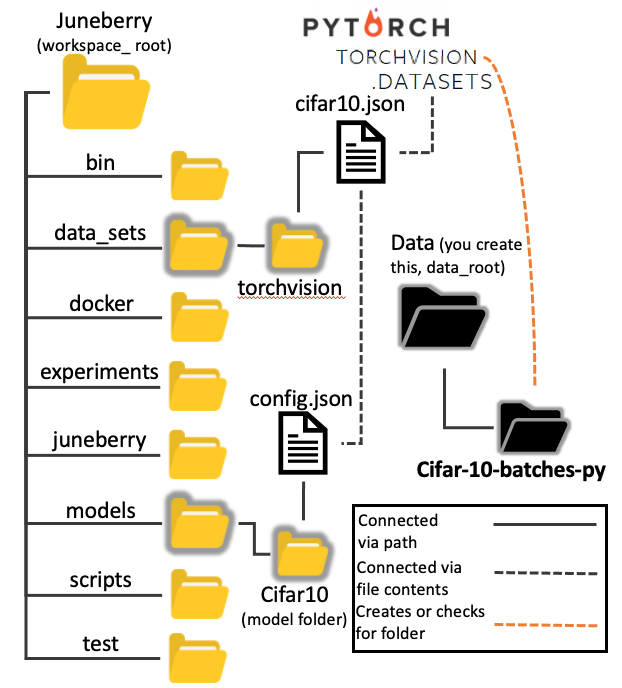 Juneberry
(workspace_ root)
PYTORCH
TORCHVISION
.DATASETS
cifar10.json
bin
data_sets
torchvision
Data (you create
this, data_root)
docker
experiments
config.json
juneberry
Cifar-10-batches-py
models
Cifar10
(model folder)
scripts
test
Connected
via path
Connected via
file contents
Creates or checks
for folder